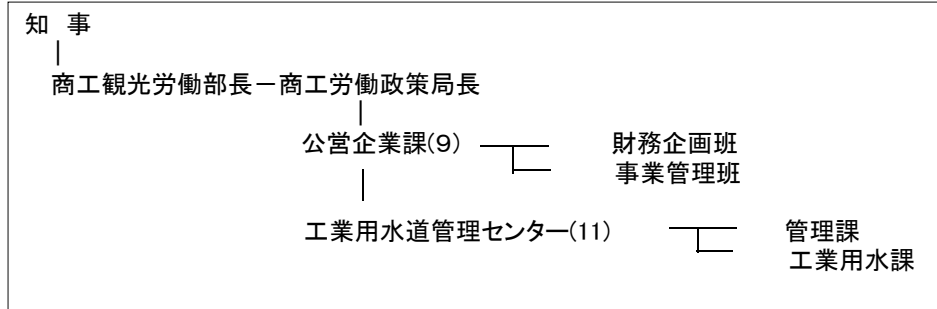 知 事
商工観光労働部長－商工労働政策局長
公営企業課(9) 財務企画班
事業管理班
工業用水道管理センター(11) 管理課
工業用水課